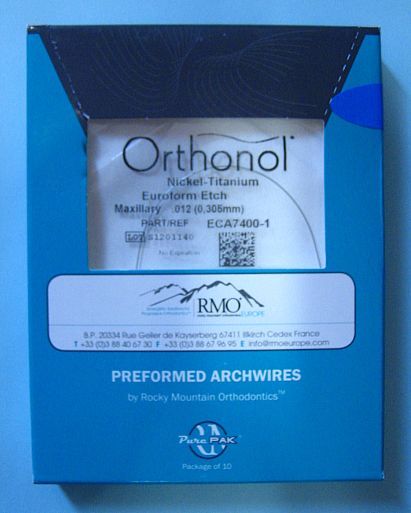 Orthonol
Nickel-Titanium
Euroform Etch
Maxillary .012 (0,305mm)
PART/REF ECA7400-1
LOT S1201140
No Expiration
RMO®
EUROPE
B.P. 20334 Rue Geiler de Kayserberg 67411 Illkirch Cedex France
T +33 (0)3 88 40 67 30 F +33 (0)3 88 67 96 95 E info@rmoeurope.com
PREFORMED ARCHWIRES
by Rocky Mountain Orthodontics™
Pure PAK
Package of 10